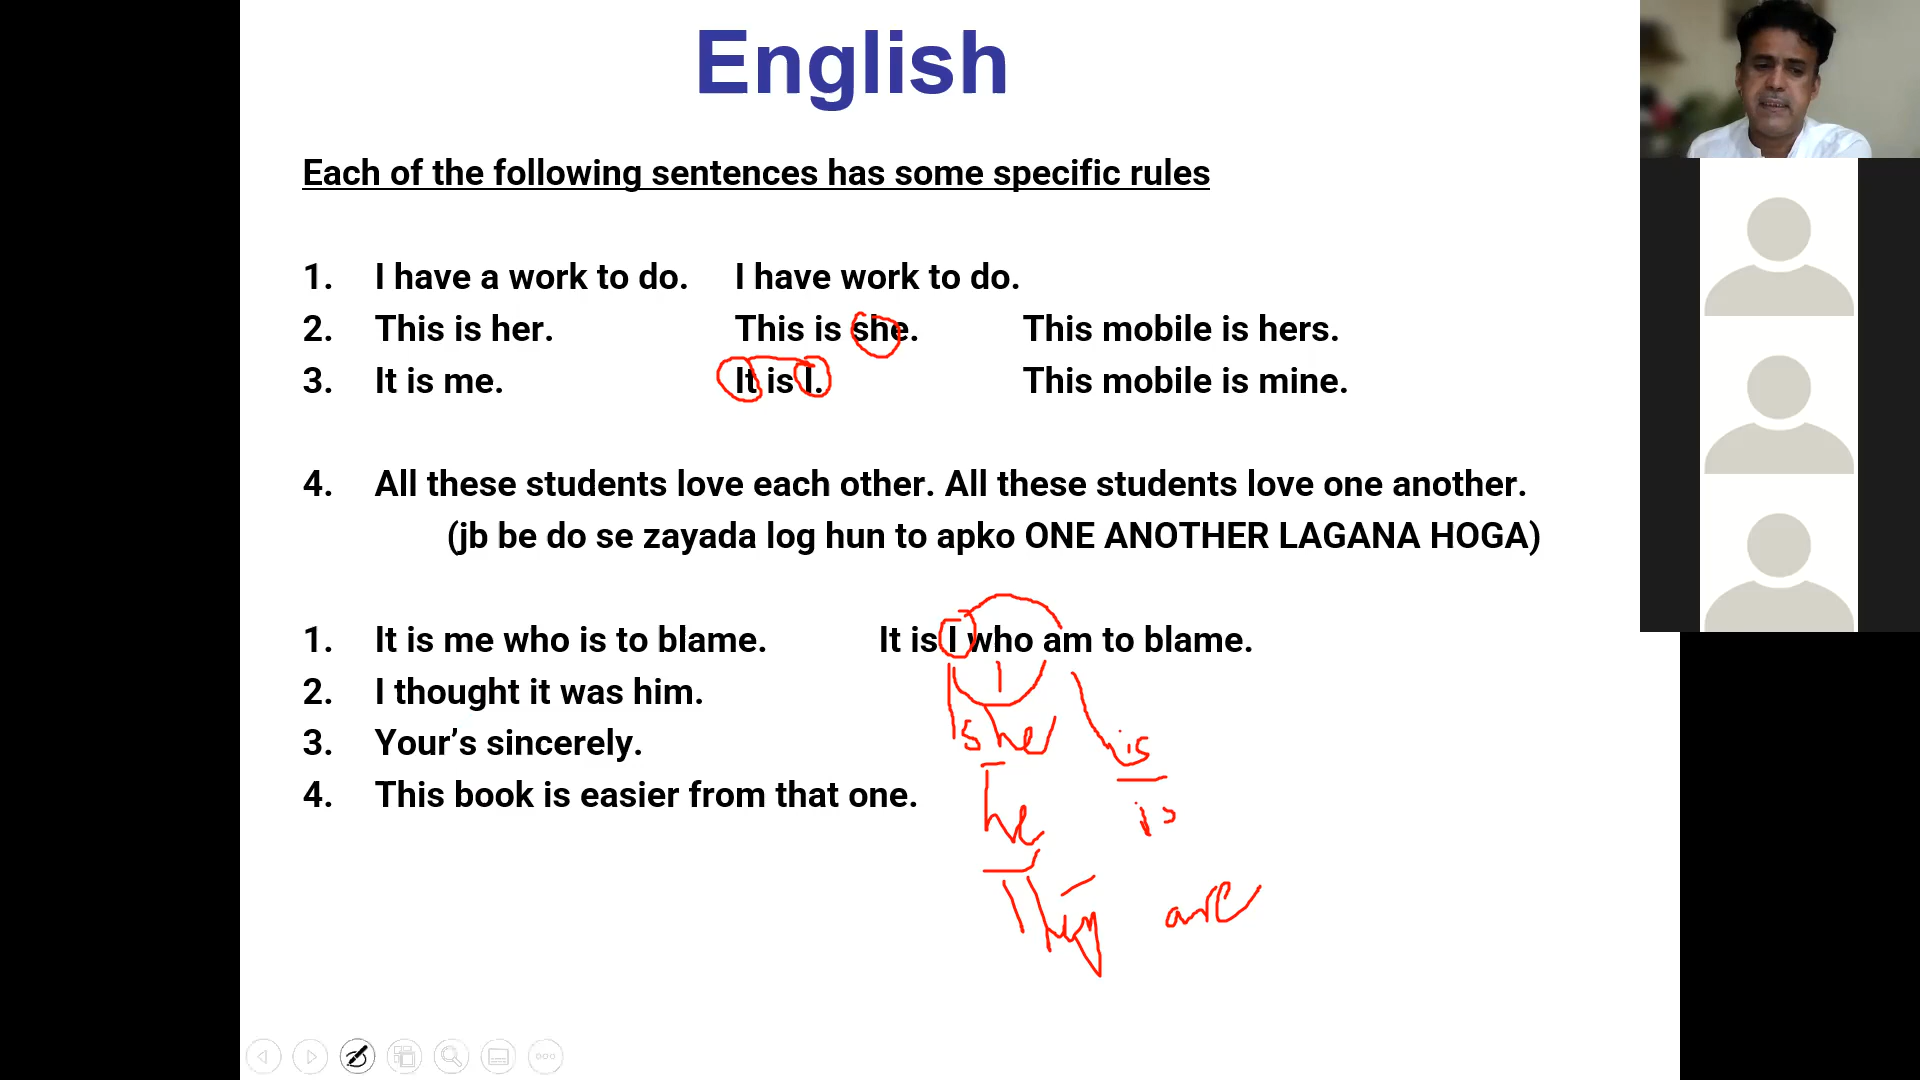 English
Each of the following sentences has some specific rules
1. I have a work to do. I have work to do.
2. This is her. This is she. This mobile is hers.
3. It is me. It is I. This mobile is mine.
4. All these students love each other. All these students love one another.
(jb be do se zayada log hun to apko ONE ANOTHER LAGANA HOGA)
1. It is me who is to blame. It is I who am to blame.
2. I thought it was him.
she is
3. Your’s sincerely.
4. This book is easier from that one.
he is
They are